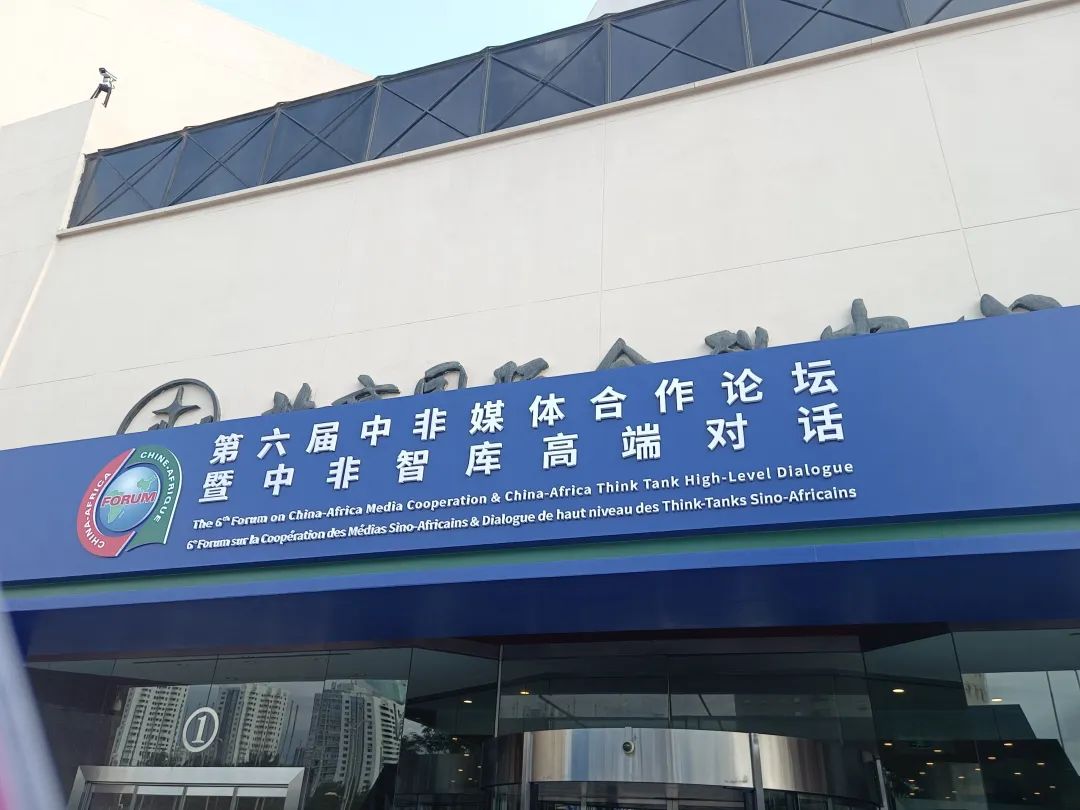 第六届中非媒体合作论坛
暨中非智库高端对话
The 6th Forum on China-Africa Media Cooperation & China-Africa Think Tank High-Level Dialogue
6e Forum sur la Coopération des Médias Sino-Africains & Dialogue de haut niveau des Think-Tanks Sino-Africains
CHINE-AFRIQUE
FORUM
CHINA-AFRICA
1